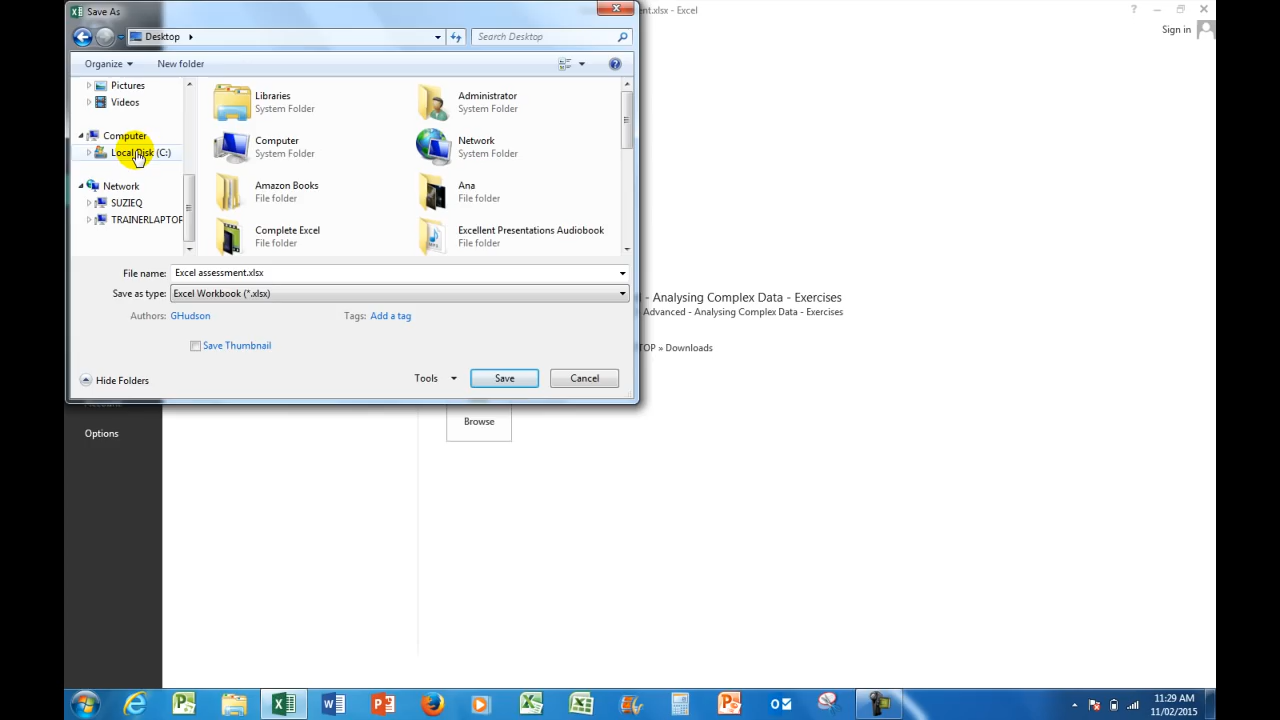 Save As
ment.xlsx - Excel
Sign in
Desktop
Search Desktop
Organize
New folder
Pictures
Videos
Computer
Local Disk (C:)
Network
SUZIEQ
TRAINERLAPTOP
Libraries
System Folder
Administrator
System Folder
Computer
System Folder
Network
System Folder
Amazon Books
File folder
Ana
File folder
Complete Excel
File folder
Excellent Presentations Audiobook
File folder
File name: Excel assessment.xlsx
Save as type: Excel Workbook (*.xlsx)
Authors: GHudson
Tags: Add a tag
Save Thumbnail
Hide Folders
Tools
Save
Cancel
- Analysing Complex Data - Exercises
Advanced - Analysing Complex Data - Exercises
TOP » Downloads
Browse
Options
11:29 AM
11/02/2015